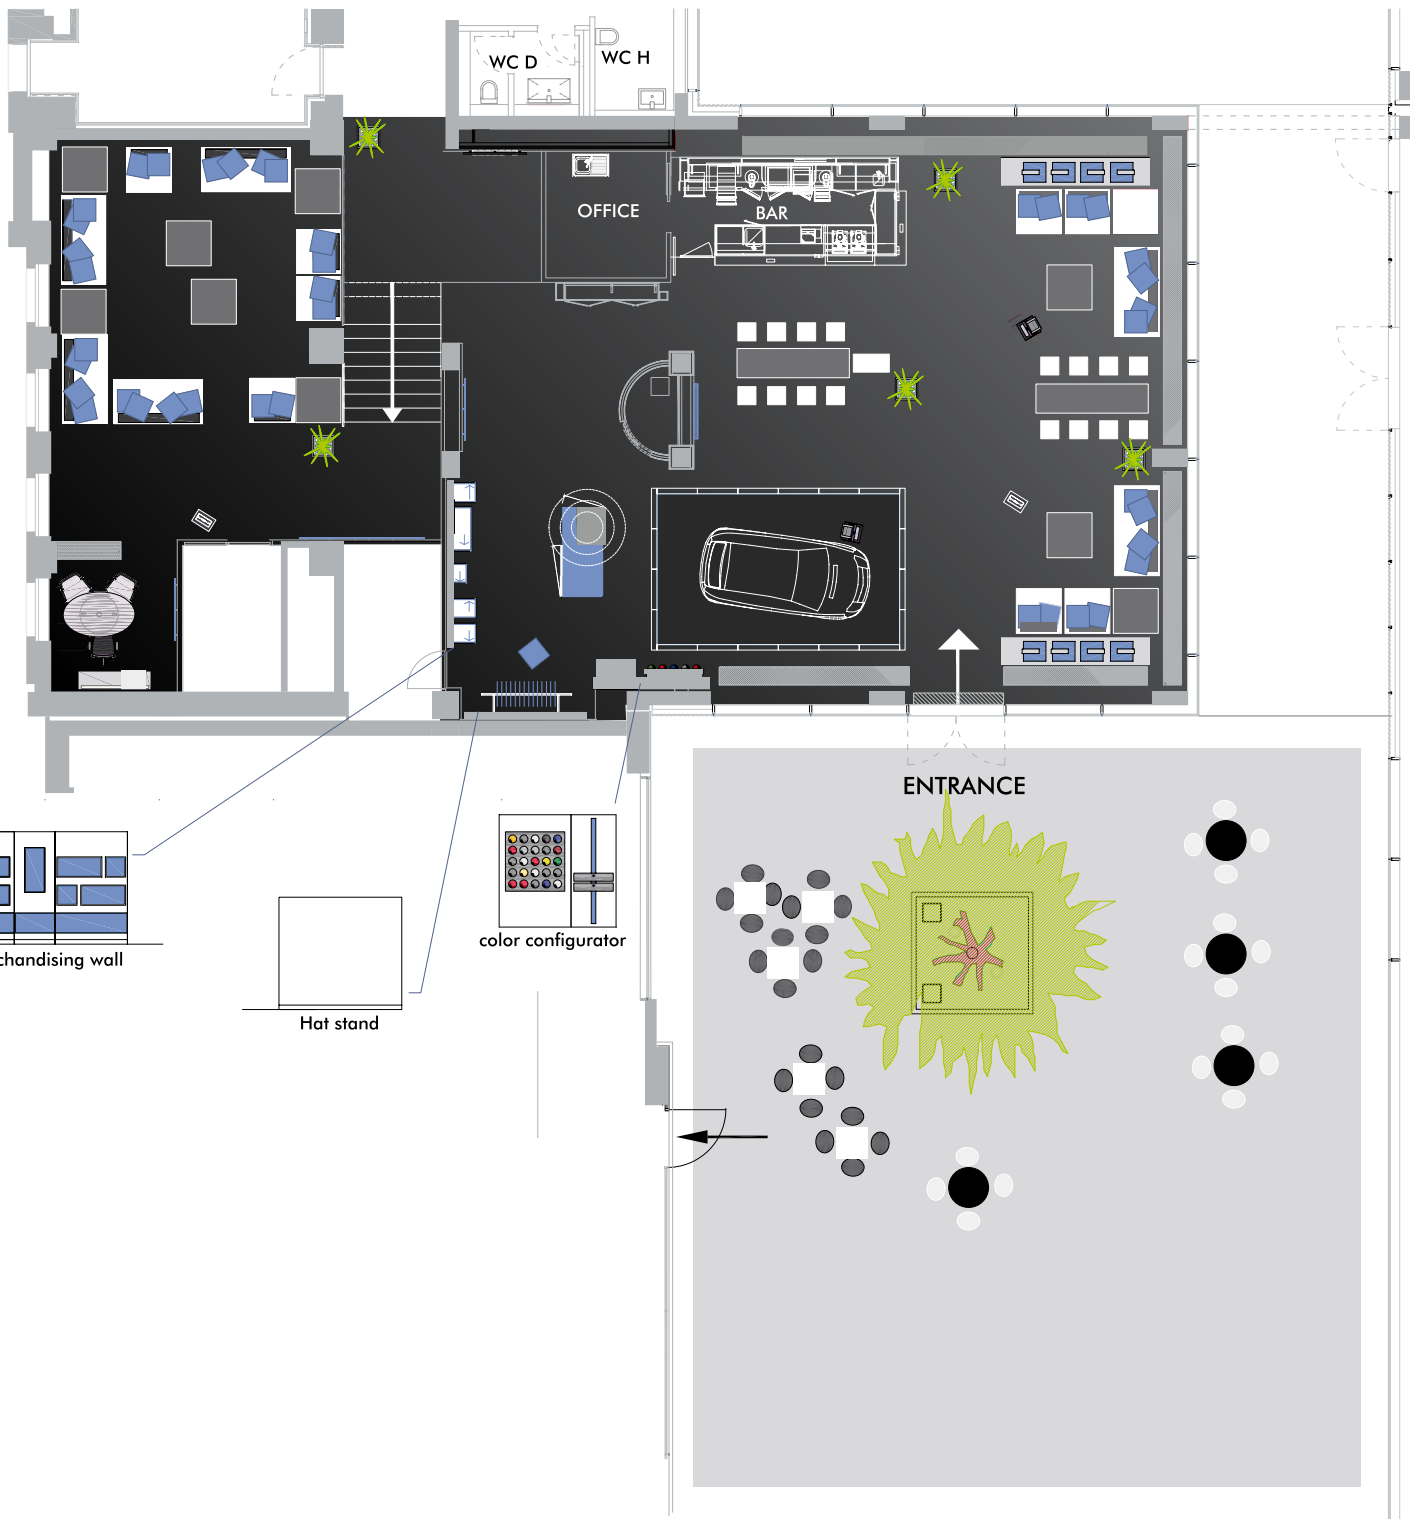 WC D
WC H
OFFICE
BAR
ENTRANCE
color configurator
chandising wall
Hat stand